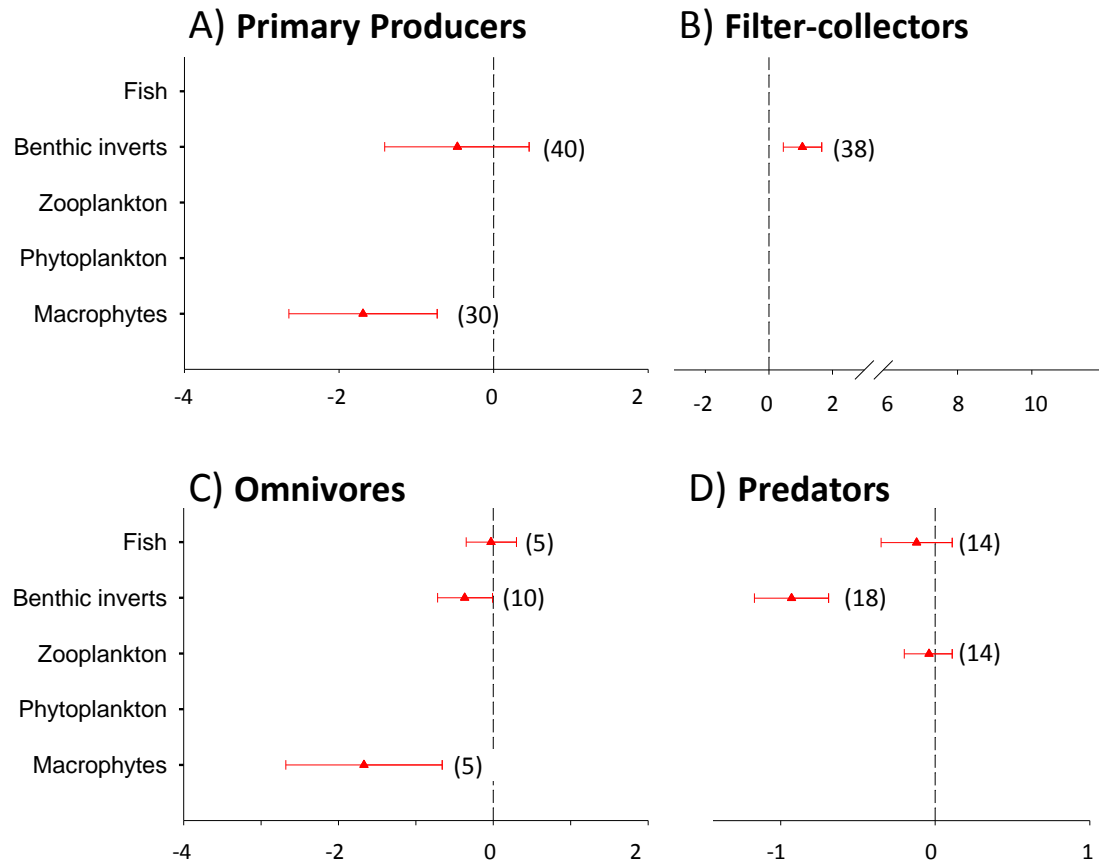 A) Primary Producers
B) Filter-collectors
Fish
Benthic inverts
(40)
(38)
Zooplankton
Phytoplankton
Macrophytes
(30)
-4 -2 0 2
-2 0 2 6 8 10
C) Omnivores
D) Predators
Fish
(5)
(14)
Benthic inverts
(10)
(18)
Zooplankton
(14)
Phytoplankton
Macrophytes
(5)
-4 -2 0 2
-1 0 1